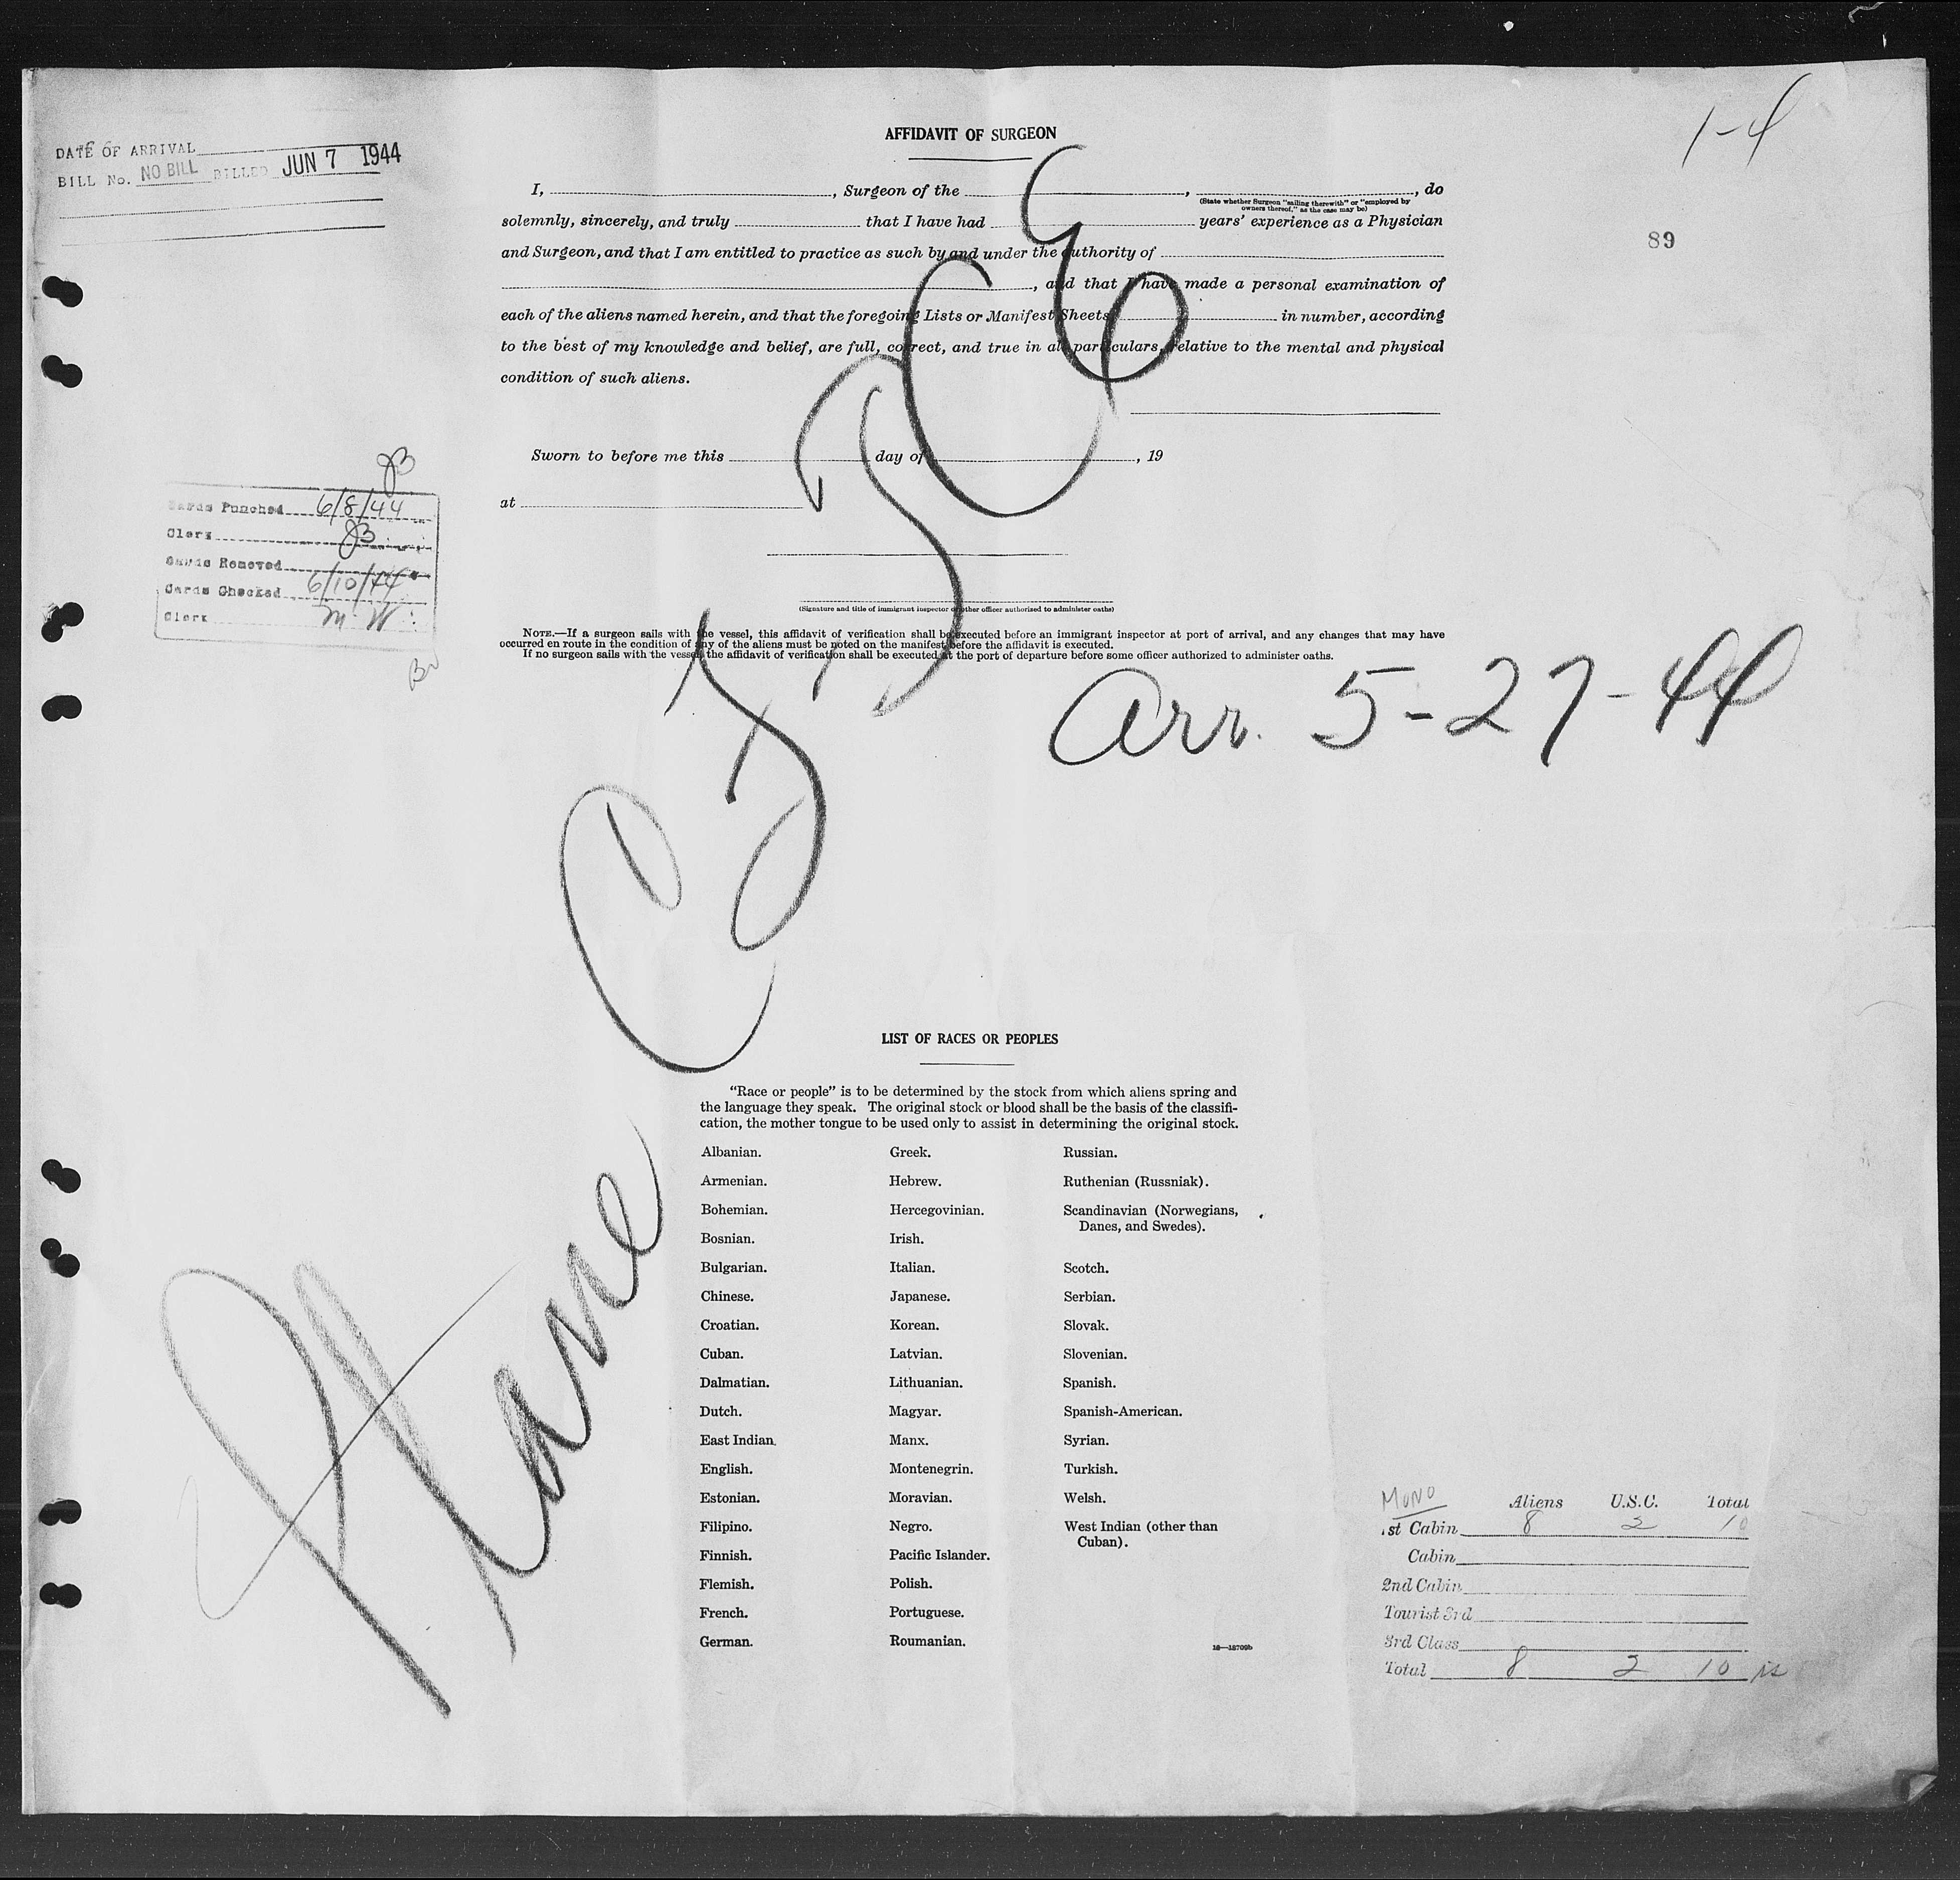 1-4
DATE OF ARRIVAL
BILL No. NO BILL BILLED JUN 7 1944
AFFIDAVIT OF SURGEON
I, , Surgeon of the , , do
(State whether Surgeon "sailing therewith" or "employed by
owners thereof," as the case may be)
solemnly, sincerely, and truly that I have had years' experience as a Physician
89
and Surgeon, and that I am entitled to practice as such by and under the authority of
, and that I have made a personal examination of
each of the aliens named herein, and that the foregoing Lists or Manifest Sheets, in number, according
to the best of my knowledge and belief, are full, correct, and true in all particulars, relative to the mental and physical
condition of such aliens.
Sworn to before me this day of , 19
at
(Signature and title of immigrant inspector or other officer authorized to administer oaths)
NOTE.—If a surgeon sails with the vessel, this affidavit of verification shall be executed before an immigrant inspector at port of arrival, and any changes that may have
occurred en route in the condition of any of the aliens must be noted on the manifest before the affidavit is executed.
If no surgeon sails with the vessel, the affidavit of verification shall be executed at the port of departure before some officer authorized to administer oaths.
JB
Cards Punched 6/8/44
Clerk JB
Cards Removed
Cards Checked 6/10/44
Clerk M.W.
Arr. 5-27-44
Plane
LIST OF RACES OR PEOPLES
"Race or people" is to be determined by the stock from which aliens spring and
the language they speak. The original stock or blood shall be the basis of the classifi-
cation, the mother tongue to be used only to assist in determining the original stock.
Albanian. Greek. Russian.
Armenian. Hebrew. Ruthenian (Russniak).
Bohemian. Hercegovinian. Scandinavian (Norwegians,
Danes, and Swedes).
Bosnian. Irish.
Bulgarian. Italian. Scotch.
Chinese. Japanese. Serbian.
Croatian. Korean. Slovak.
Cuban. Latvian. Slovenian.
Dalmatian. Lithuanian. Spanish.
Dutch. Magyar. Spanish-American.
East Indian. Manx. Syrian.
English. Montenegrin. Turkish.
Estonian. Moravian. Welsh.
Filipino. Negro. West Indian (other than
Cuban).
Finnish. Pacific Islander.
Flemish. Polish.
French. Portuguese.
German. Roumanian.
16—13709b
MONO Aliens U.S.C. Total
1st Cabin 8 2 10
Cabin
2nd Cabin
Tourist 3rd
3rd Class
Total 8 2 10